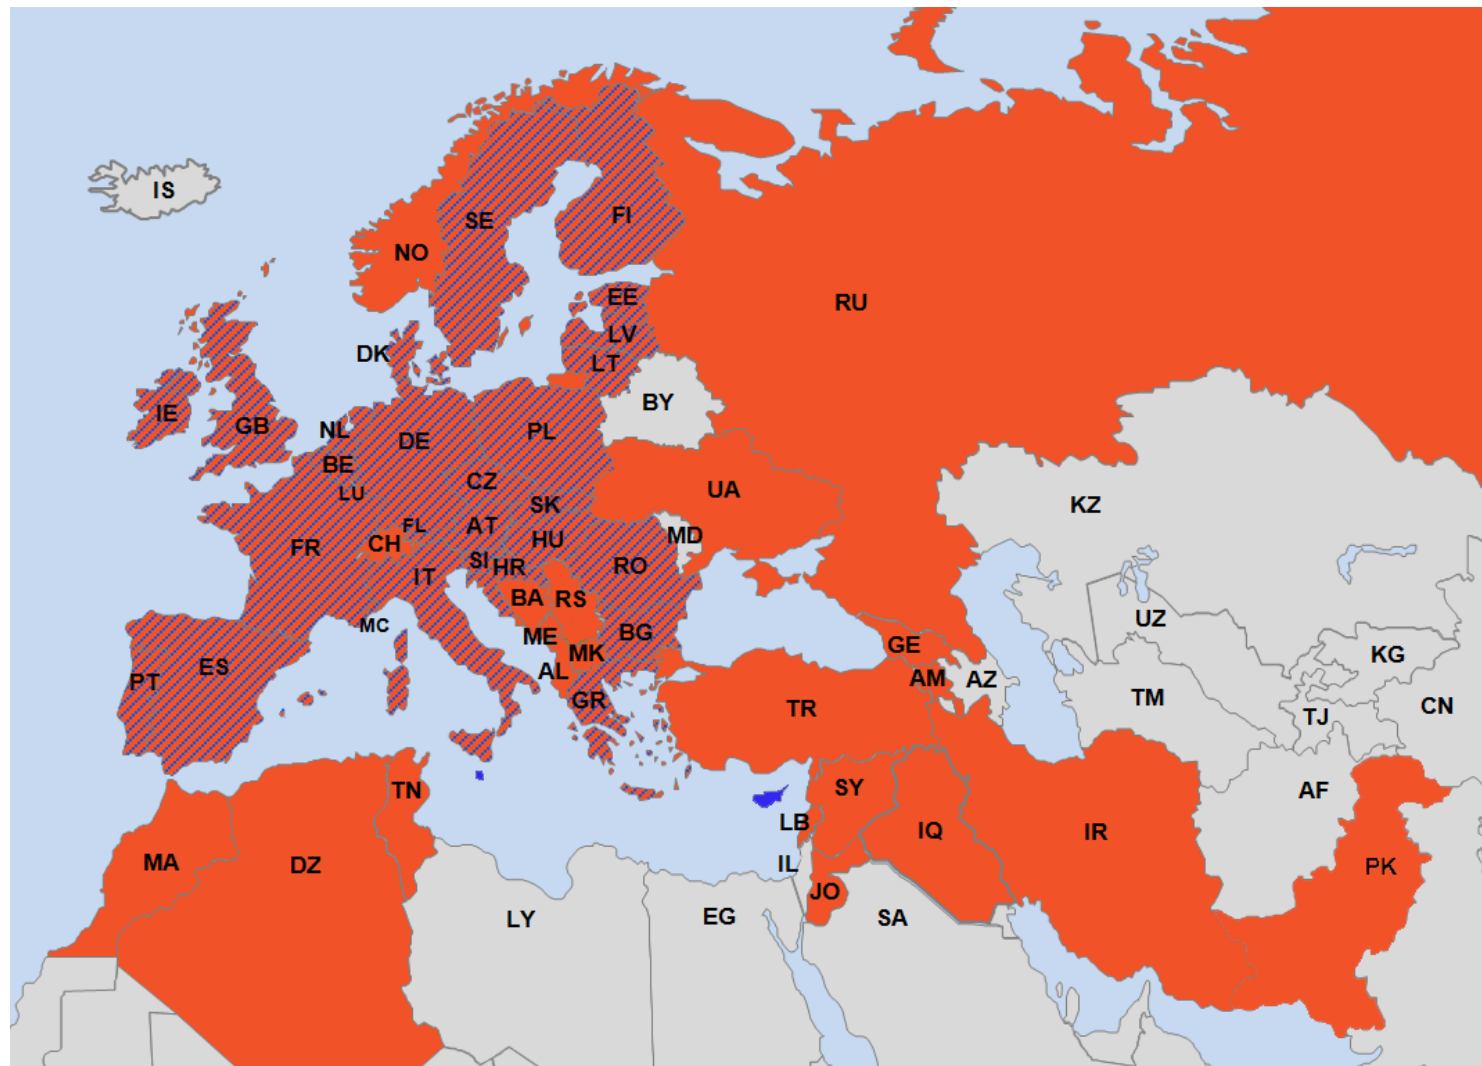 IS
SE
FI
NO
RU
EE
LV
DK
LT
IE
GB
NL
DE
PL
BY
BE
LU
CZ
UA
SK
KZ
FL
AT
FR
CH
HU
MD
SI
HR
IT
RO
BA
RS
UZ
MC
ME
BG
GE
KG
MK
PT
ES
AL
AM
AZ
GR
TR
TM
TJ
CN
TN
SY
AF
LB
IQ
IR
MA
DZ
IL
PK
JO
LY
EG
SA